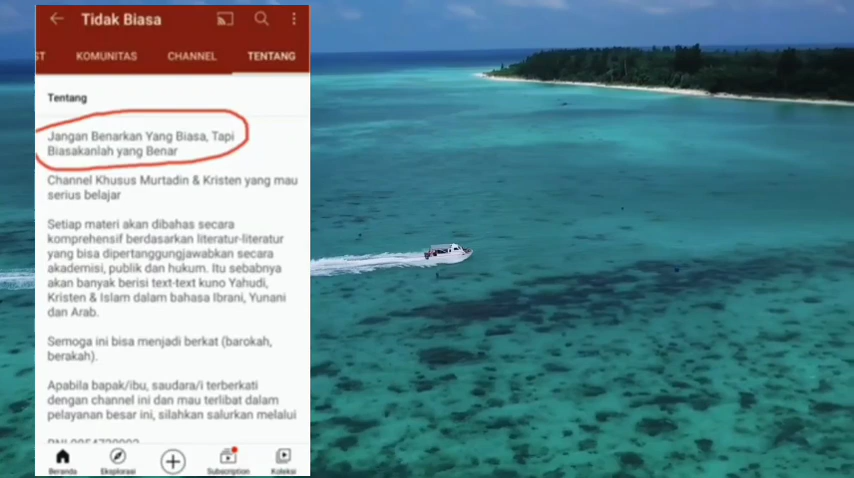 Tidak Biasa
ST KOMUNITAS CHANNEL TENTANG
Tentang
Jangan Benarkan Yang Biasa, Tapi
Biasakanlah yang Benar
Channel Khusus Murtadin & Kristen yang mau
serius belajar
Setiap materi akan dibahas secara
komprehensif berdasarkan literatur-literatur
yang bisa dipertanggungjawabkan secara
akademisi, publik dan hukum. Itu sebabnya
akan banyak berisi text-text kuno Yahudi,
Kristen & Islam dalam bahasa Ibrani, Yunani
dan Arab.
Semoga ini bisa menjadi berkat (barokah,
berakah).
Apabila bapak/ibu, saudara/i terberkati
dengan channel ini dan mau terlibat dalam
pelayanan besar ini, silahkan salurkan melalui
Beranda Eksplorasi Subscription Koleksi